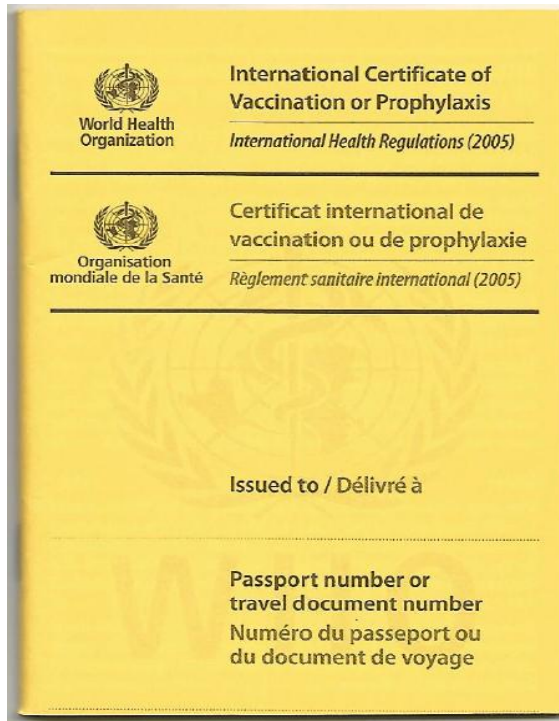 World Health
Organization
International Certificate of
Vaccination or Prophylaxis
International Health Regulations (2005)
Organisation
mondiale de la Santé
Certificat international de
vaccination ou de prophylaxie
Règlement sanitaire international (2005)
Issued to / Délivré à
WHO
Passport number or
travel document number
Numéro du passeport ou
du document de voyage